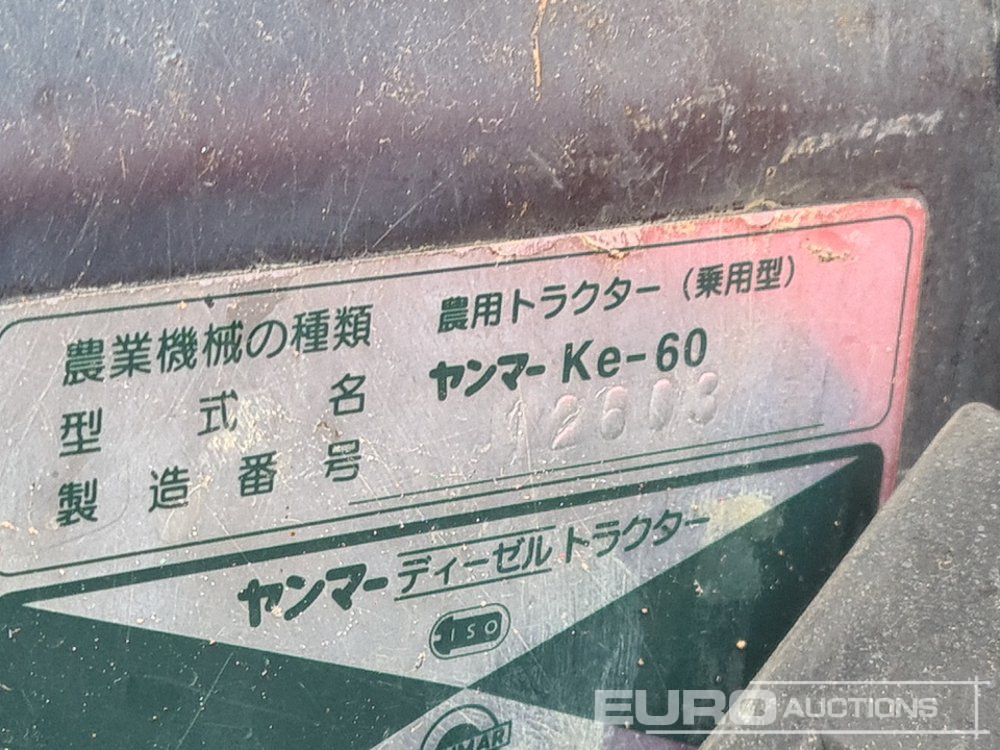 農業機械の種類 農用トラクター(乗用型)
型式名 ヤンマー Ke-60
製造番号
ヤンマー ディーゼル トラクター
ISO
EURO AUCTIONS